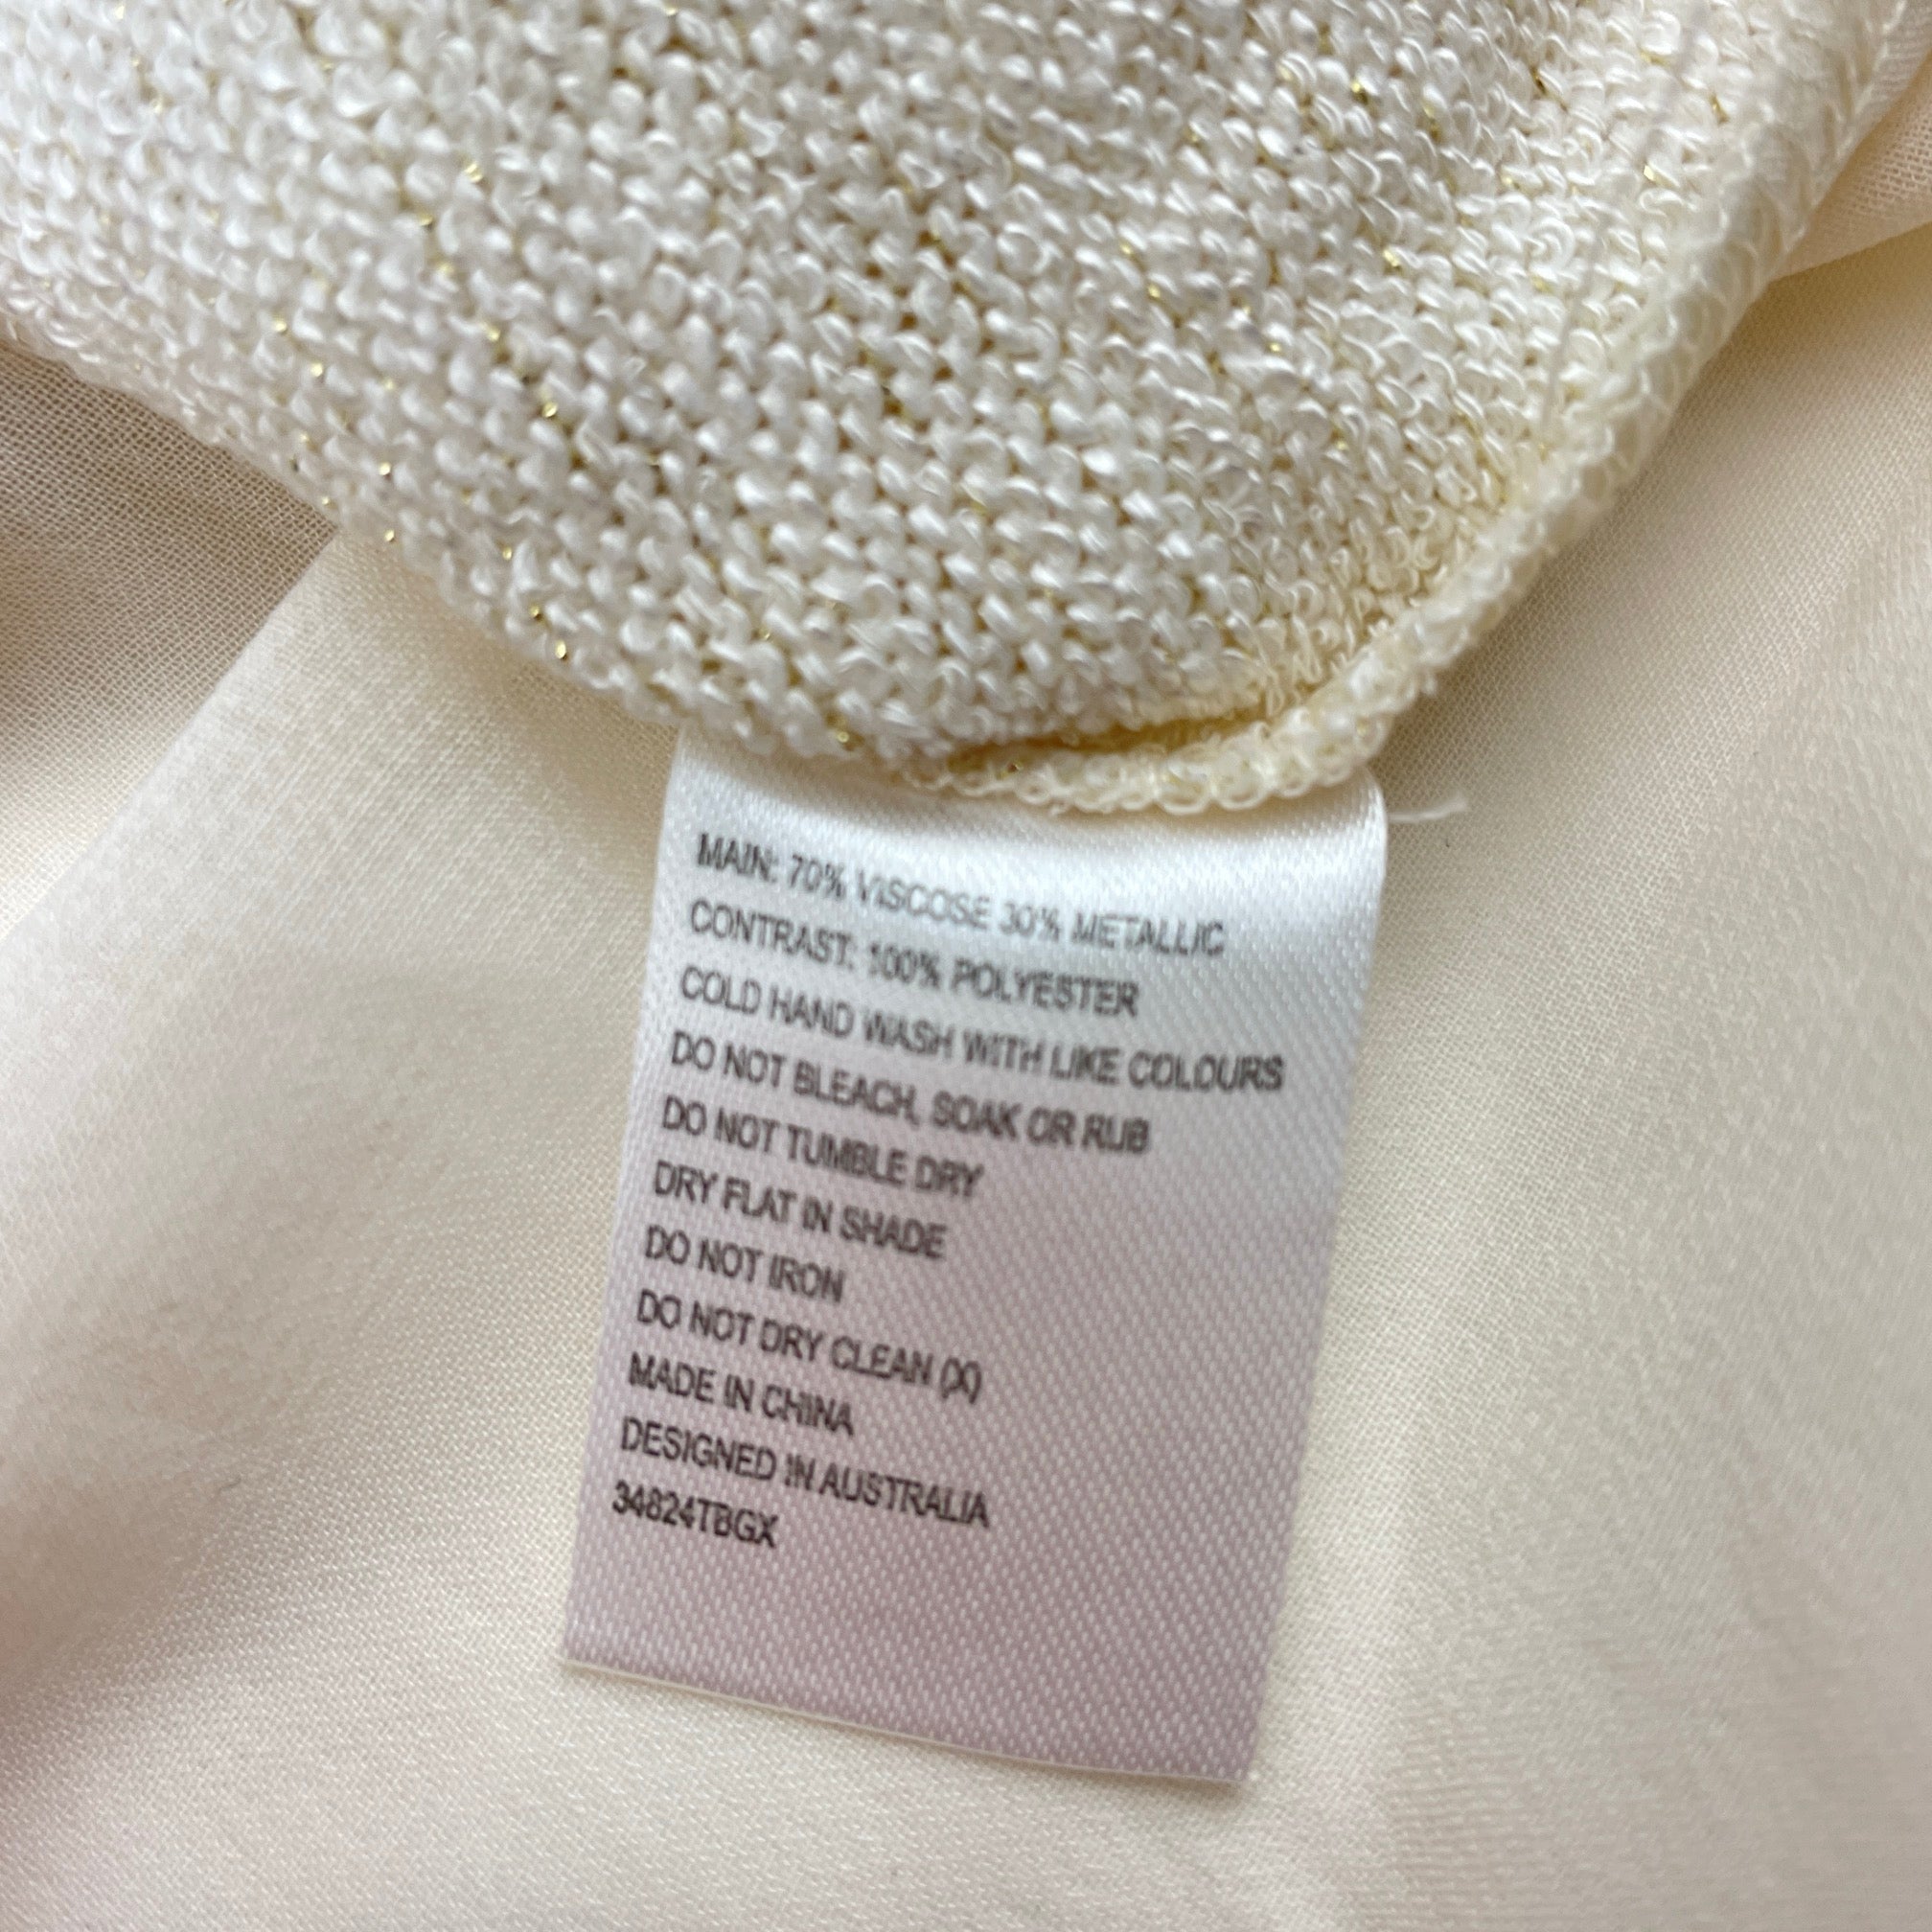 MAIN: 70% VISCOSE 30% METALLIC
CONTRAST: 100% POLYESTER
COLD HAND WASH WITH LIKE COLOURS
DO NOT BLEACH, SOAK OR RUB
DO NOT TUMBLE DRY
DRY FLAT IN SHADE
DO NOT IRON
DO NOT DRY CLEAN (X)
MADE IN CHINA
DESIGNED IN AUSTRALIA
34824TBGX